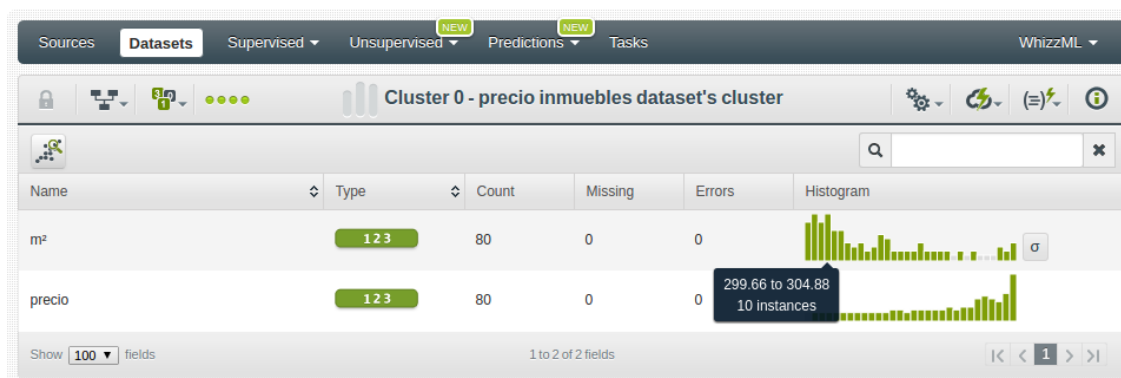 NEW NEW
Sources Datasets Supervised Unsupervised Predictions Tasks WhizzML
Cluster 0 - precio inmuebles dataset's cluster
Name Type Count Missing Errors Histogram
m² 123 80 0 0 σ
299.66 to 304.88
10 instances
precio 123 80 0 0
Show 100 fields 1 to 2 of 2 fields 1